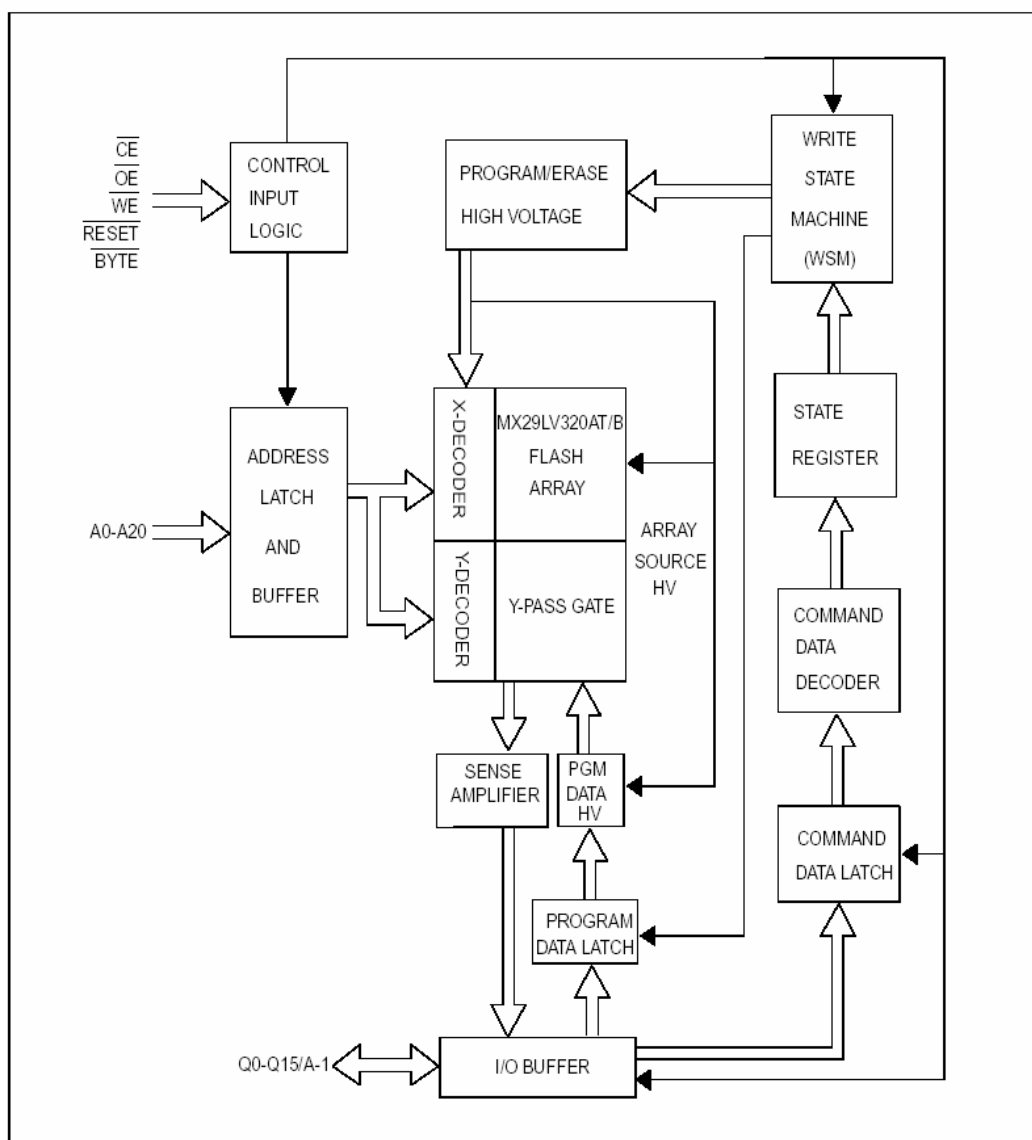 CE
OE
WE
RESET
BYTE
CONTROL
INPUT
LOGIC
PROGRAM/ERASE
HIGH VOLTAGE
WRITE
STATE
MACHINE
(WSM)
A0-A20
ADDRESS
LATCH
AND
BUFFER
X-DECODER
MX29LV320AT/B
FLASH
ARRAY
Y-DECODER
Y-PASS GATE
ARRAY
SOURCE
HV
STATE
REGISTER
COMMAND
DATA
DECODER
SENSE
AMPLIFIER
PGM
DATA
HV
COMMAND
DATA LATCH
PROGRAM
DATA LATCH
Q0-Q15/A-1
I/O BUFFER